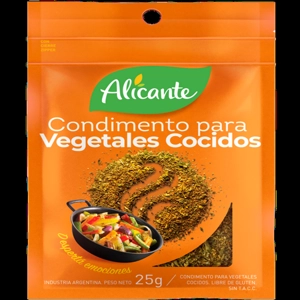 Alicante
Condimento para
Vegetales Cocidos
Despertá emociones
INDUSTRIA ARGENTINA. PESO NETO 25g
CONDIMENTO PARA VEGETALES
COCIDOS. LIBRE DE GLUTEN.
SIN T.A.C.C.